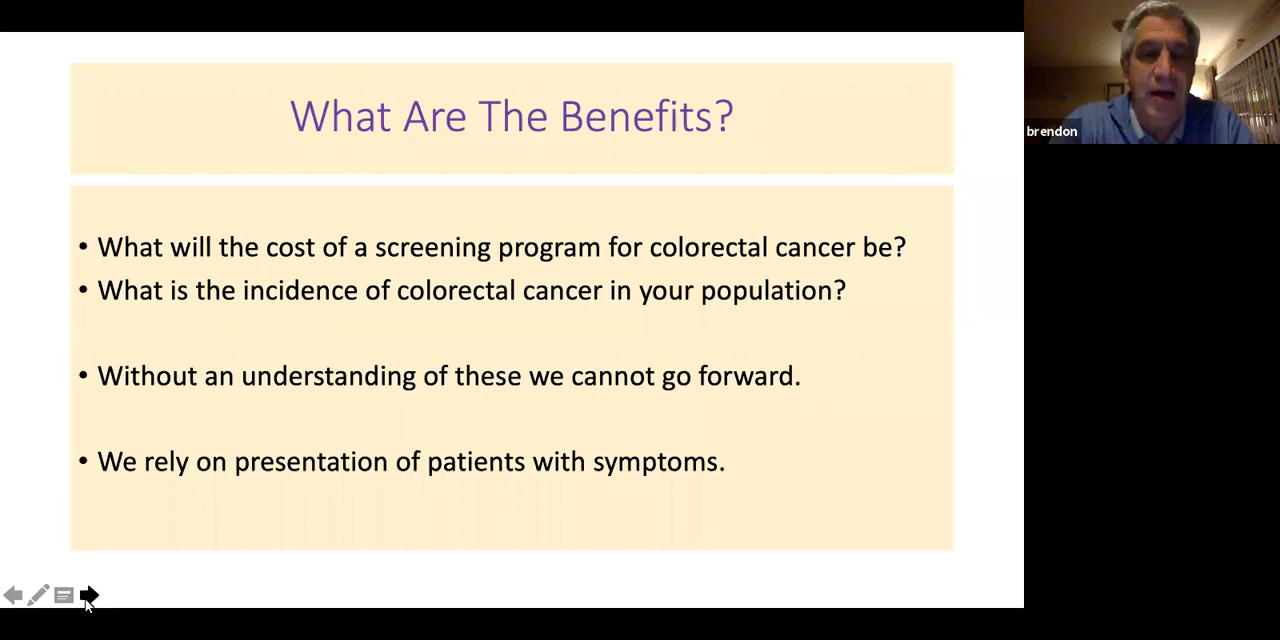 What Are The Benefits?
• What will the cost of a screening program for colorectal cancer be?
• What is the incidence of colorectal cancer in your population?
• Without an understanding of these we cannot go forward.
• We rely on presentation of patients with symptoms.
brendon